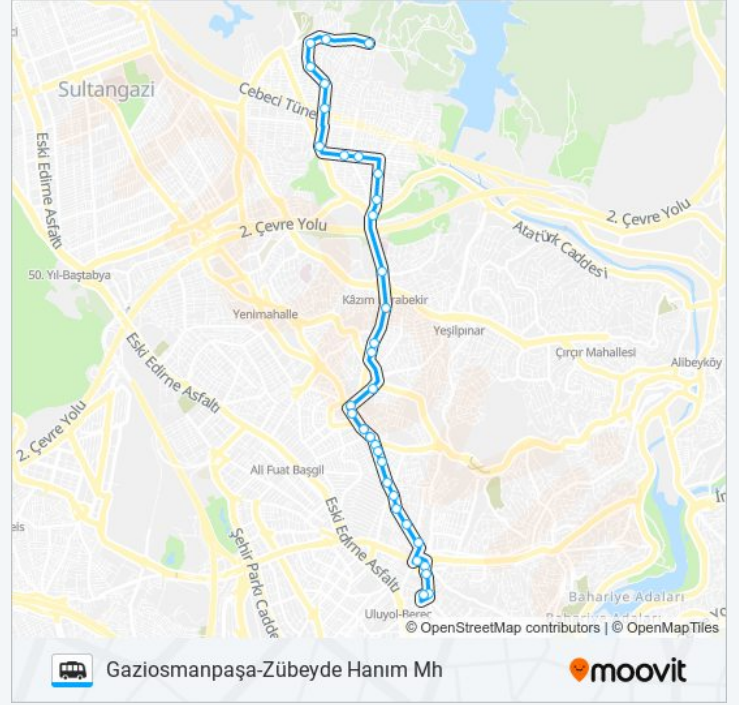 Sultangazi
Cebeci Tüne
Eski Edirne Asfaltı
2. Çevre Yolu
2. Çevre Yolu
Atatürk Caddesi
50. Yıl-Baştabya
Kâzım
rabekir
Yenimahalle
Yeşilpınar
Çırçır Mahallesi
Alibeyköy
Eski Edirne Asfaltı
2. Çevre Yolu
Ali Fuat Başgil
Eski Edirne Asfaltı
Şehir Parkı Cadde
Bahariye Adaları
Uluyol-Bereç
© OpenStreetMap contributors | © OpenMapTiles
Gaziosmanpaşa-Zübeyde Hanım Mh
moovit